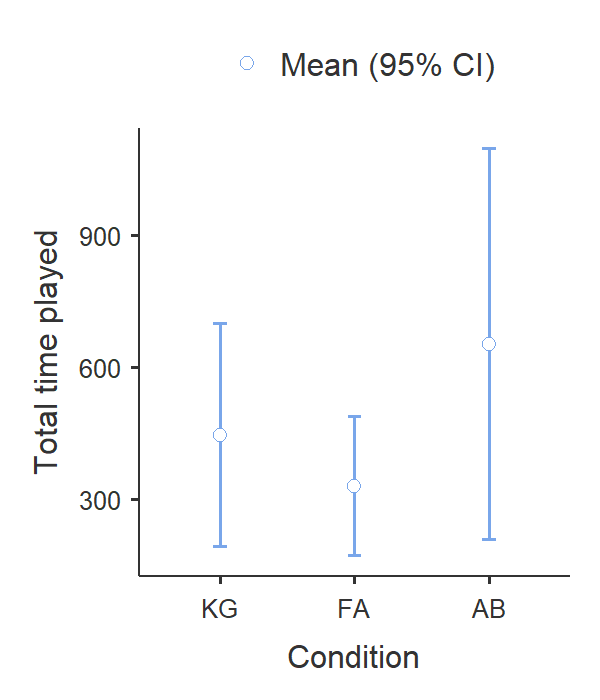 Mean (95% CI)
Total time played
900
600
300
KG
FA
AB
Condition